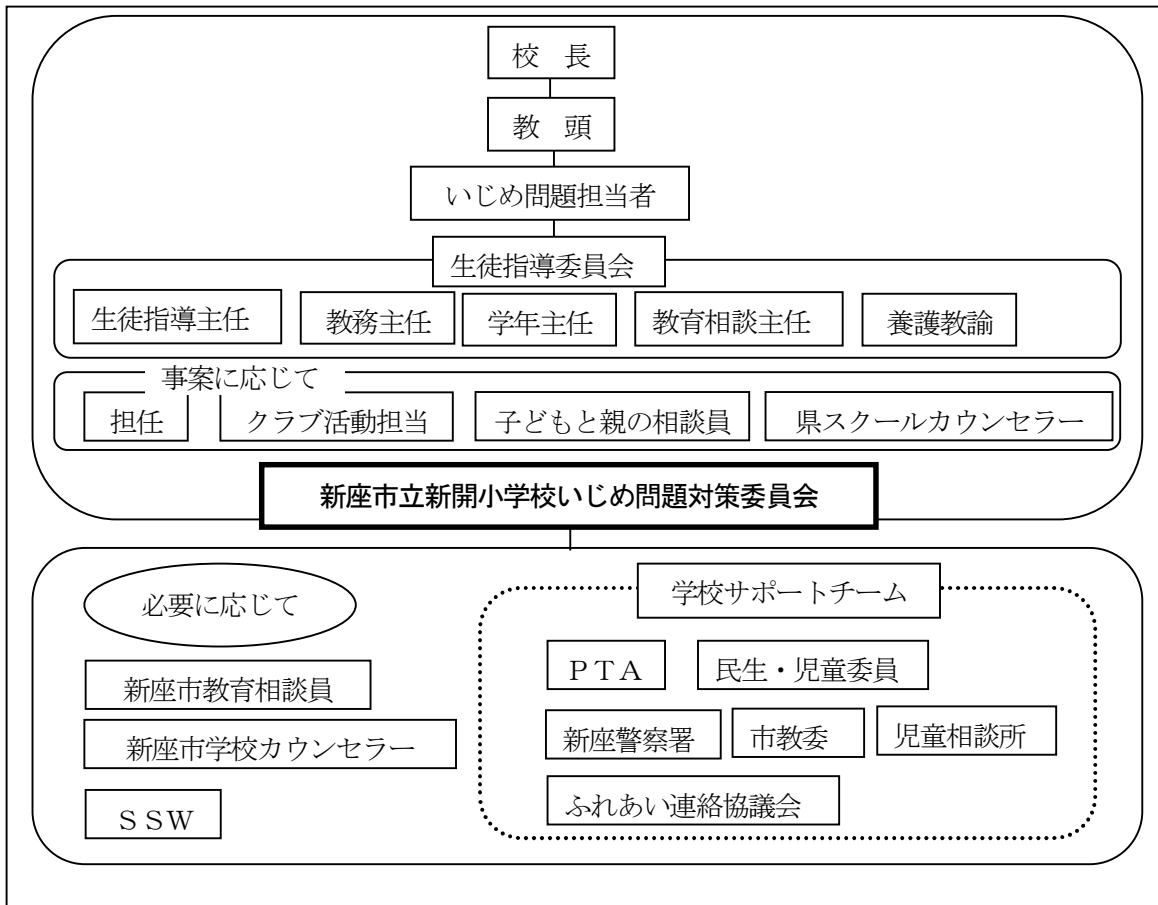 校　長
教　頭
いじめ問題担当者
生徒指導委員会
生徒指導主任
教務主任
学年主任
教育相談主任
養護教諭
事案に応じて
担任
クラブ活動担当
子どもと親の相談員
県スクールカウンセラー
新座市立新開小学校いじめ問題対策委員会
必要に応じて
新座市教育相談員
新座市学校カウンセラー
ＳＳＷ
学校サポートチーム
ＰＴＡ
民生・児童委員
新座警察署
市教委
児童相談所
ふれあい連絡協議会